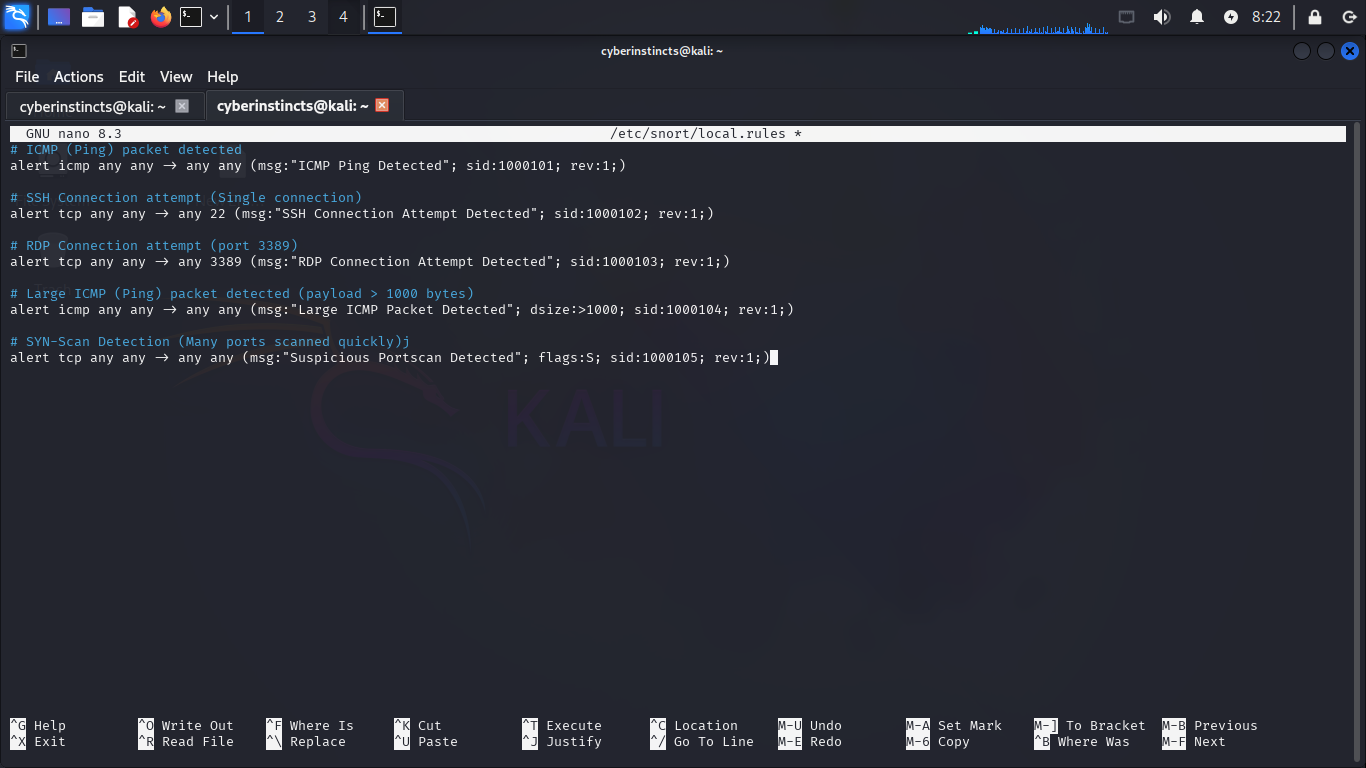 1 2 3 4 8:22
cyberinstincts@kali: ~
File Actions Edit View Help
cyberinstincts@kali: ~ cyberinstincts@kali: ~
GNU nano 8.3 /etc/snort/local.rules *
# ICMP (Ping) packet detected
alert icmp any any -> any any (msg:"ICMP Ping Detected"; sid:1000101; rev:1;)
# SSH Connection attempt (Single connection)
alert tcp any any -> any 22 (msg:"SSH Connection Attempt Detected"; sid:1000102; rev:1;)
# RDP Connection attempt (port 3389)
alert tcp any any -> any 3389 (msg:"RDP Connection Attempt Detected"; sid:1000103; rev:1;)
# Large ICMP (Ping) packet detected (payload > 1000 bytes)
alert icmp any any -> any any (msg:"Large ICMP Packet Detected"; dsize:>1000; sid:1000104; rev:1;)
# SYN-Scan Detection (Many ports scanned quickly)j
alert tcp any any -> any any (msg:"Suspicious Portscan Detected"; flags:S; sid:1000105; rev:1;)
KALI
^G Help ^O Write Out ^F Where Is ^K Cut ^T Execute ^C Location M-U Undo M-A Set Mark M-] To Bracket M-B Previous
^X Exit ^R Read File ^\ Replace ^U Paste ^J Justify ^/ Go To Line M-E Redo M-6 Copy ^B Where Was M-F Next